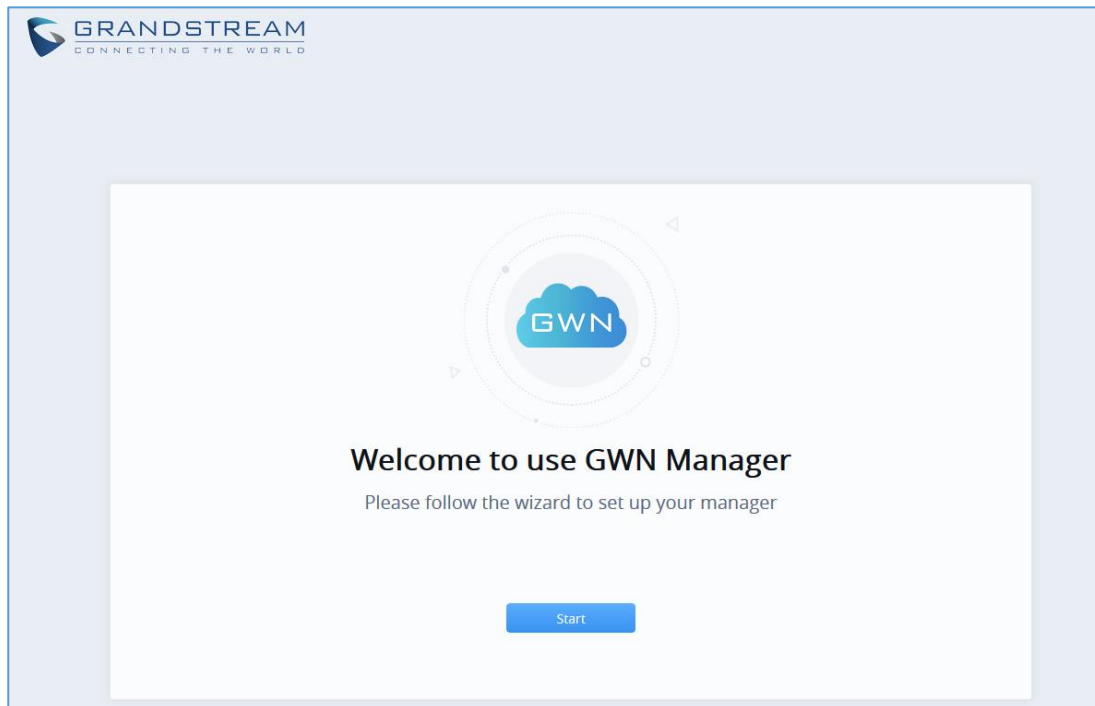 GRANDSTREAM
CONNECTING THE WORLD
GWN
Welcome to use GWN Manager
Please follow the wizard to set up your manager
Start